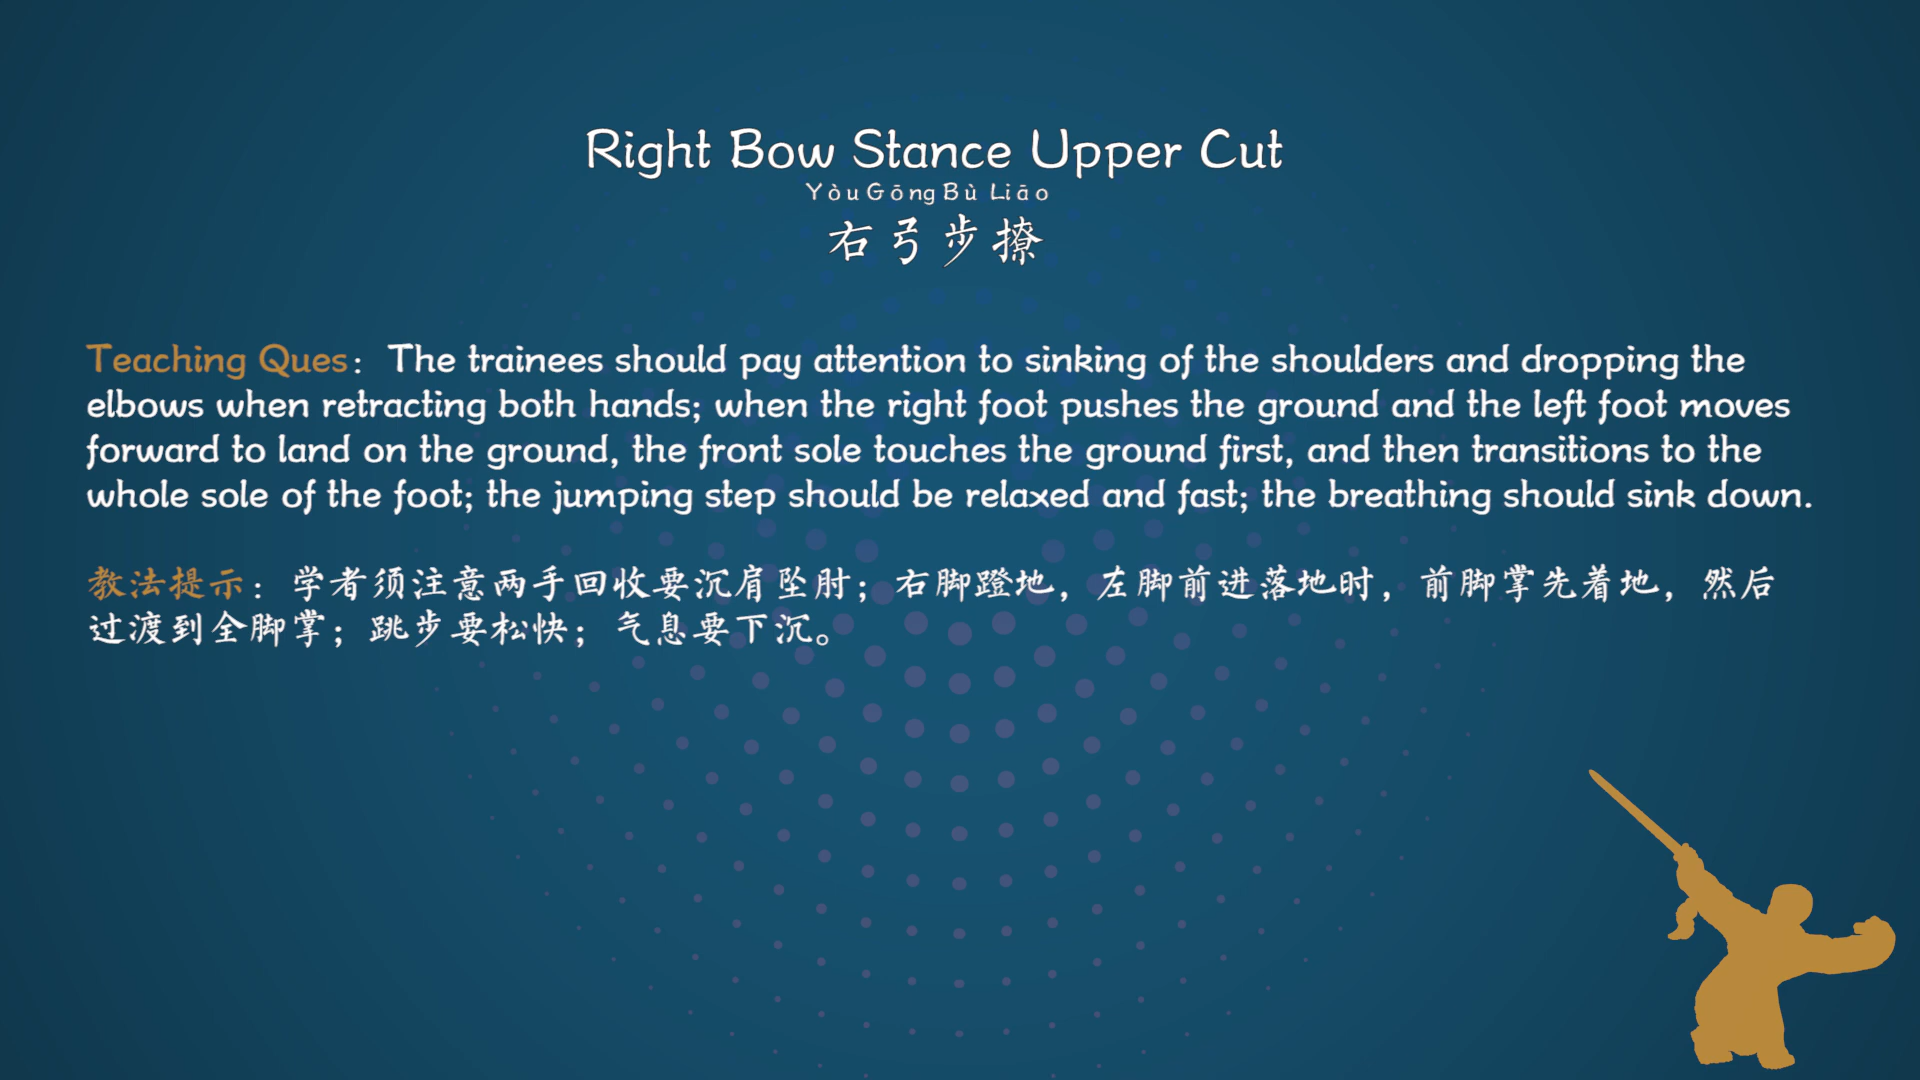 Right Bow Stance Upper Cut
Yòu Gōng Bù Liāo
右弓步撩
Teaching Ques: The trainees should pay attention to sinking of the shoulders and dropping the
elbows when retracting both hands; when the right foot pushes the ground and the left foot moves
forward to land on the ground, the front sole touches the ground first, and then transitions to the
whole sole of the foot; the jumping step should be relaxed and fast; the breathing should sink down.
教法提示：学者须注意两手回收要沉肩坠肘；右脚蹬地，左脚前进落地时，前脚掌先着地，然后
过渡到全脚掌；跳步要松快；气息要下沉。